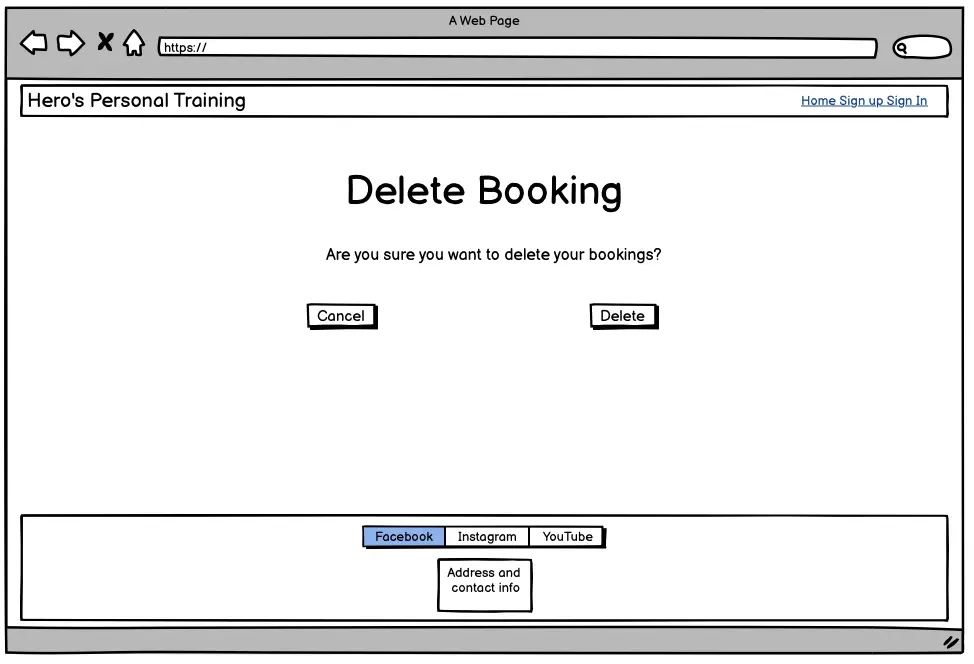 A Web Page
https://
Hero's Personal Training
Home Sign up Sign In
Delete Booking
Are you sure you want to delete your bookings?
Cancel
Delete
Facebook
Instagram
YouTube
Address and
contact info